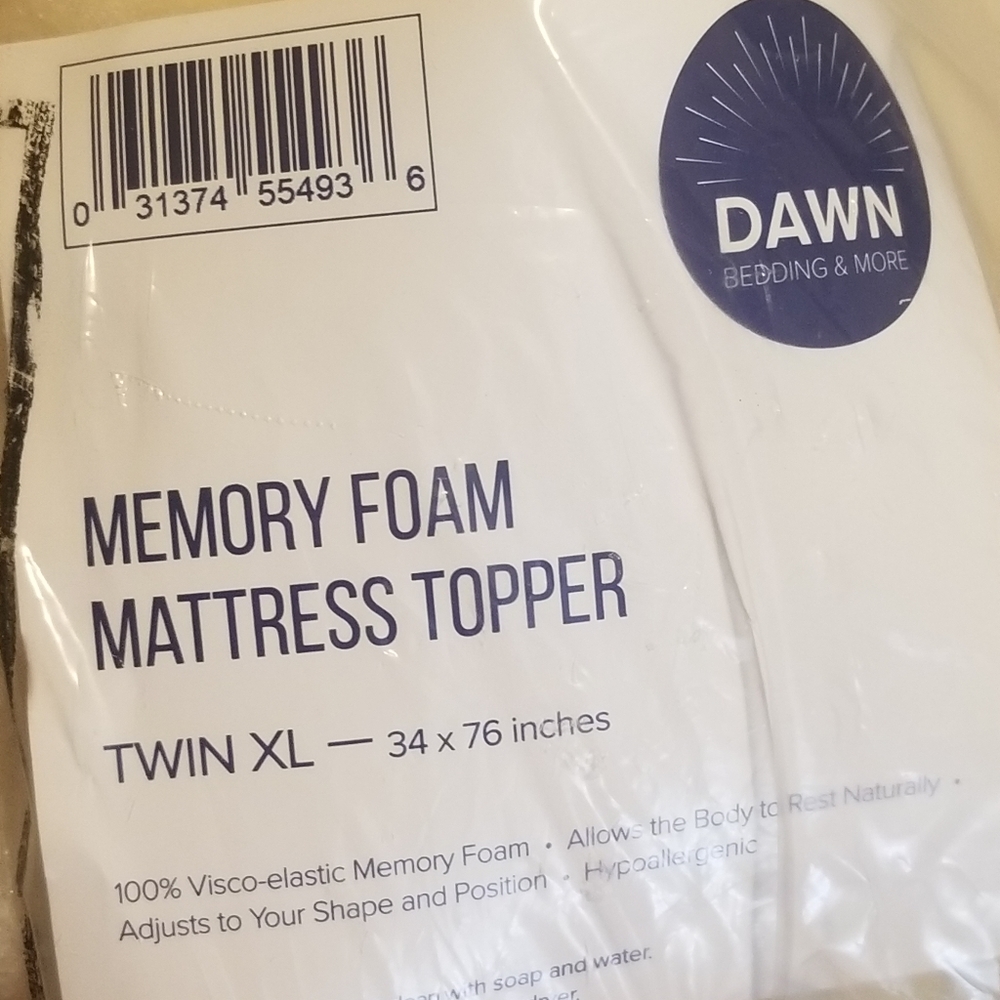 0 31374 55493 6
DAWN
BEDDING & MORE
MEMORY FOAM
MATTRESS TOPPER
TWIN XL — 34 x 76 inches
100% Visco-elastic Memory Foam • Allows the Body to Rest Naturally •
Adjusts to Your Shape and Position • Hypoallergenic
with soap and water.